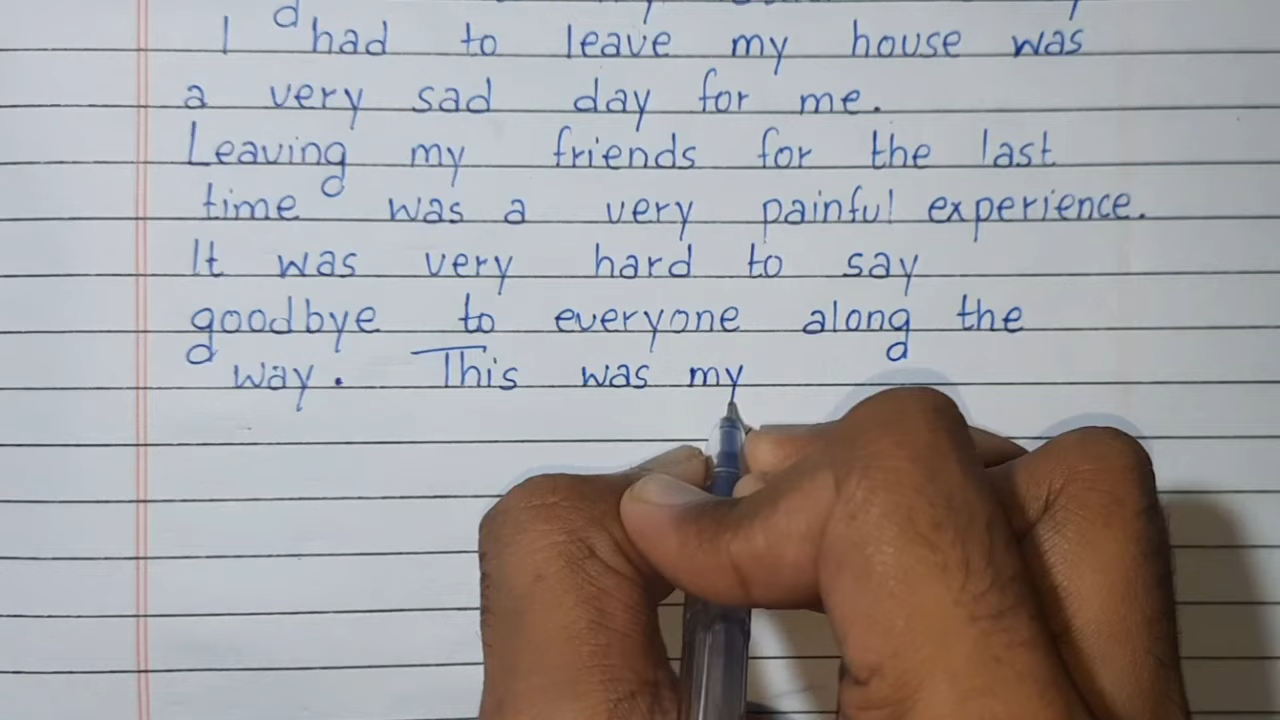 I had to leave my house was
a very sad day for me.
Leaving my friends for the last
time was a very painful experience.
It was very hard to say
goodbye to everyone along the
way. This was my